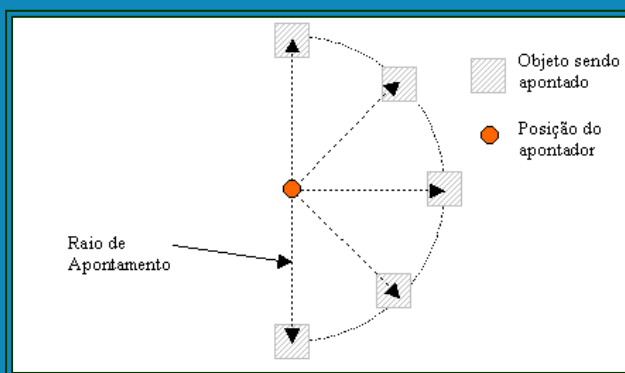 Objeto sendo
apontado
Posição do
apontador
Raio de
Apontamento